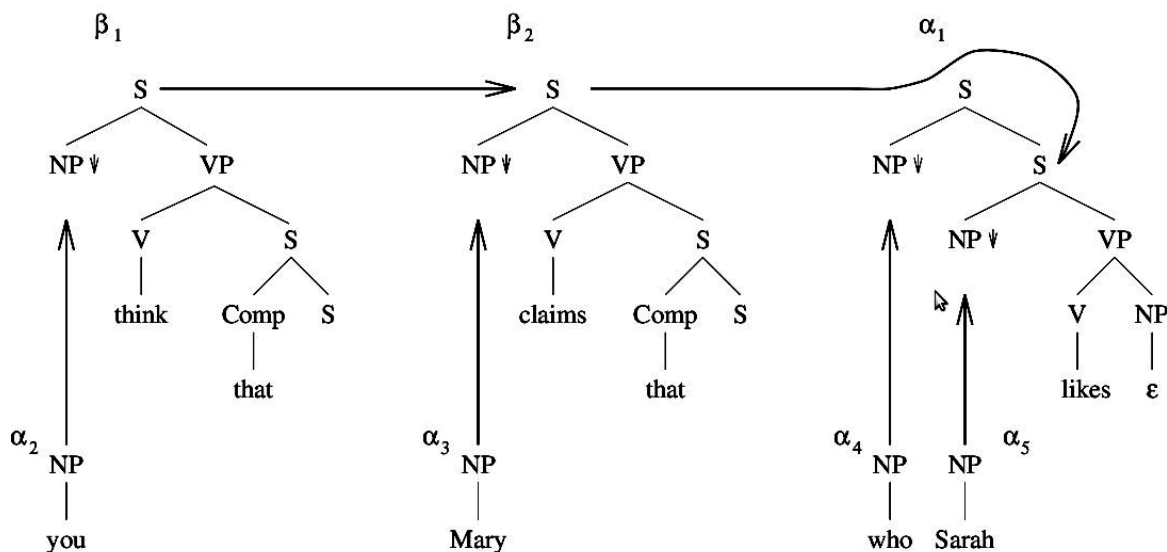 β1 β2 α1
S S S
NP↓ VP NP↓ VP NP↓ S
V S V S NP↓ VP
think Comp S claims Comp S V NP
that that likes ε
α2 α3 α4 α5
NP NP NP NP
you Mary who Sarah